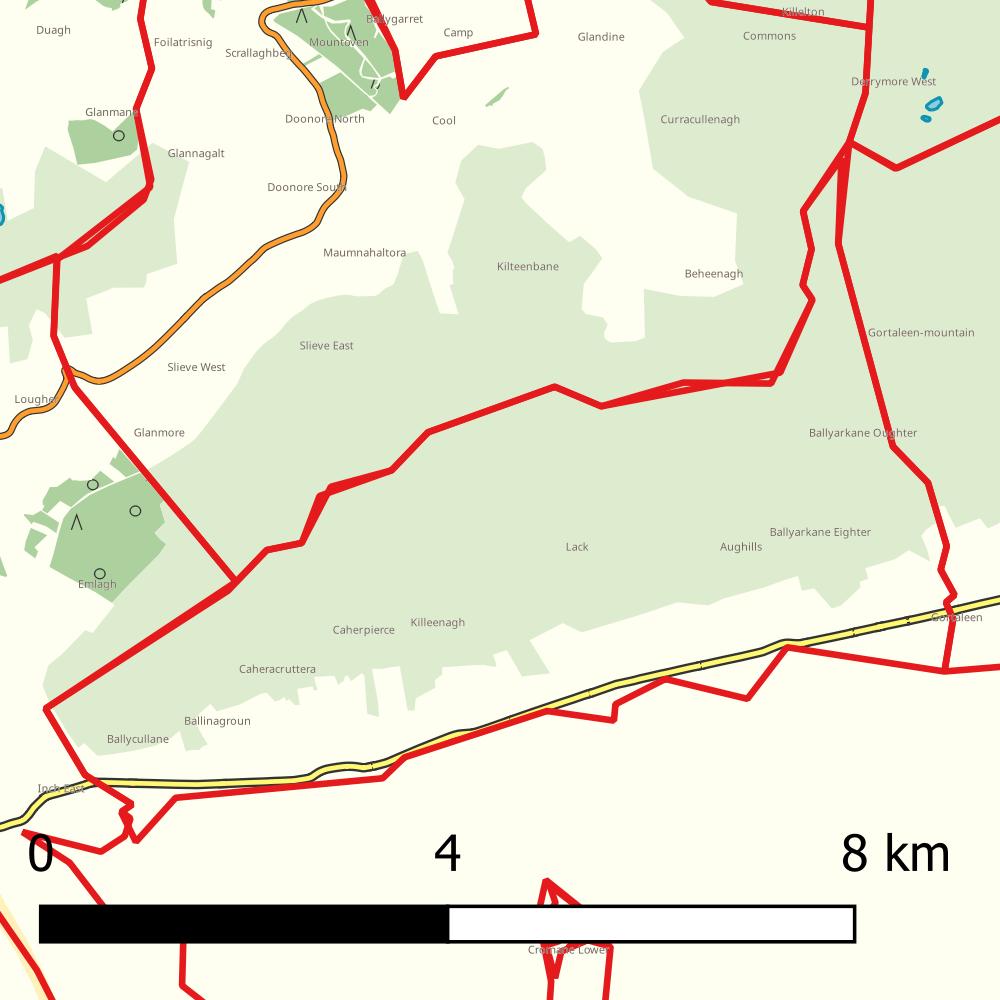 Killelton
Ballygarret
Duagh
Camp
Commons
Glandine
Foilatrisnig
Mountoven
Scrallaghbeg
Derrymore West
Glanmane
Doonore North
Cool
Curracullenagh
Glannagalt
Doonore South
Maumnahaltora
Kilteenbane
Beheenagh
Gortaleen-mountain
Slieve East
Slieve West
Lougher
Glanmore
Ballyarkane Oughter
Ballyarkane Eighter
Lack
Aughills
Emlagh
Gortaleen
Killeenagh
Caherpierce
Caheracruttera
Ballinagroun
Ballycullane
Inch East
0 4 8 km
Cromane Lower